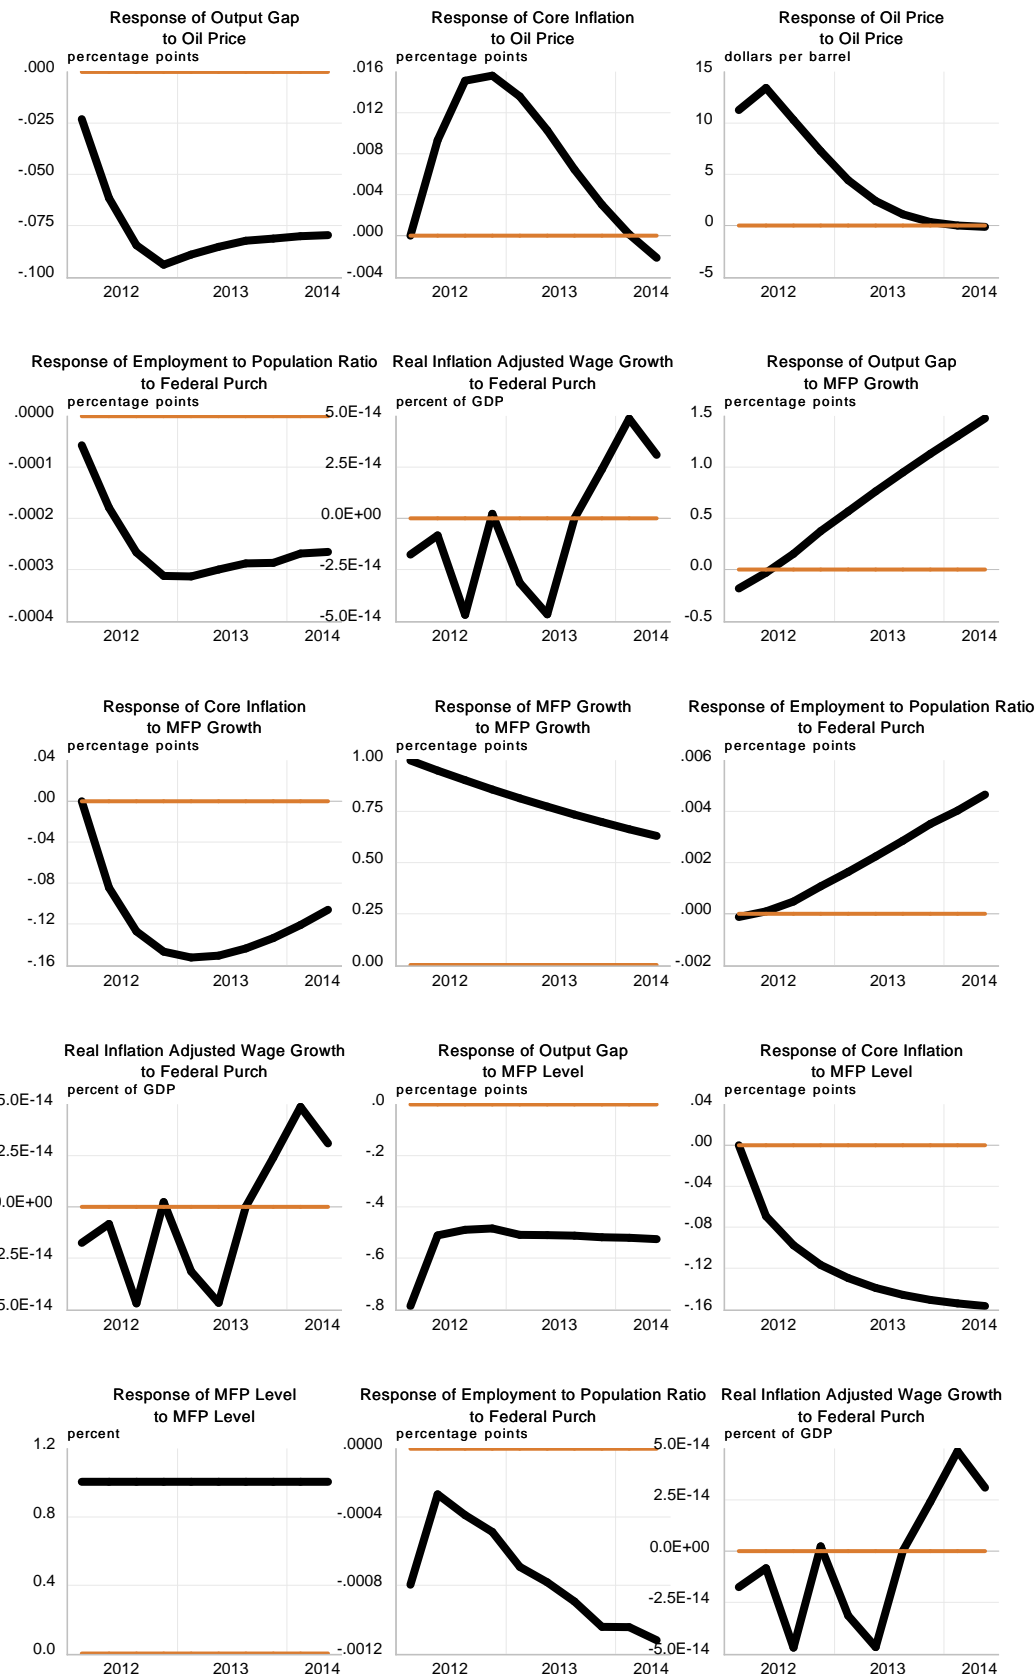 Response of Output Gap
to Oil Price
percentage points
.000
-.025
-.050
-.075
-.100
2012 2013 2014
Response of Core Inflation
to Oil Price
percentage points
.016
.012
.008
.004
.000
-.004
2012 2013 2014
Response of Oil Price
to Oil Price
dollars per barrel
15
10
5
0
-5
2012 2013 2014
Response of Employment to Population Ratio
to Federal Purch
percentage points
.0000
-.0001
-.0002
-.0003
-.0004
2012 2013 2014
Real Inflation Adjusted Wage Growth
to Federal Purch
percent of GDP
5.0E-14
2.5E-14
0.0E+00
-2.5E-14
-5.0E-14
2012 2013 2014
Response of Output Gap
to MFP Growth
percentage points
1.5
1.0
0.5
0.0
-0.5
2012 2013 2014
Response of Core Inflation
to MFP Growth
percentage points
.04
.00
-.04
-.08
-.12
-.16
2012 2013 2014
Response of MFP Growth
to MFP Growth
percentage points
1.00
0.75
0.50
0.25
0.00
2012 2013 2014
Response of Employment to Population Ratio
to Federal Purch
percentage points
.006
.004
.002
.000
-.002
2012 2013 2014
Real Inflation Adjusted Wage Growth
to Federal Purch
percent of GDP
5.0E-14
2.5E-14
0.0E+00
2.5E-14
5.0E-14
2012 2013 2014
Response of Output Gap
to MFP Level
percentage points
.0
-.2
-.4
-.6
-.8
2012 2013 2014
Response of Core Inflation
to MFP Level
percentage points
.04
.00
-.04
-.08
-.12
-.16
2012 2013 2014
Response of MFP Level
to MFP Level
percent
1.2
0.8
0.4
0.0
2012 2013 2014
Response of Employment to Population Ratio
to Federal Purch
percentage points
.0000
-.0004
-.0008
-.0012
2012 2013 2014
Real Inflation Adjusted Wage Growth
to Federal Purch
percent of GDP
5.0E-14
2.5E-14
0.0E+00
-2.5E-14
-5.0E-14
2012 2013 2014